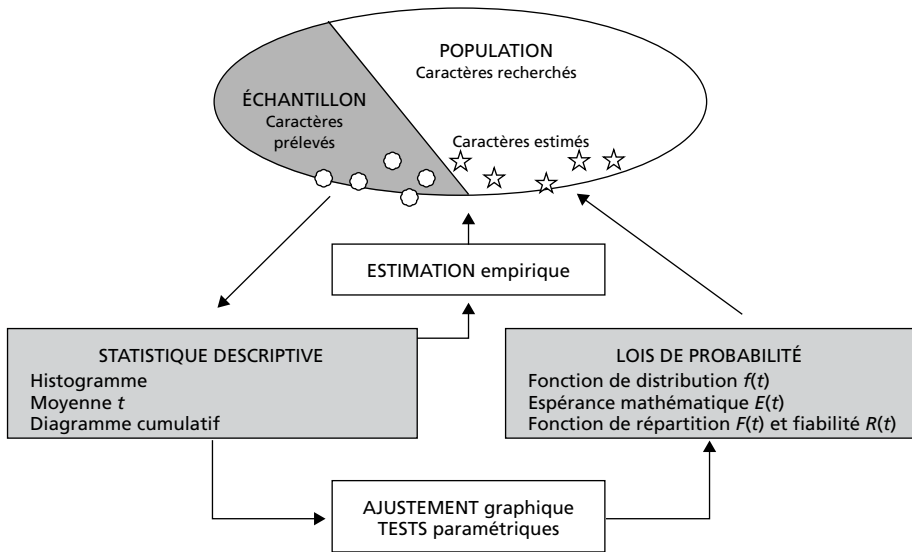 POPULATION
Caractères recherchés
ÉCHANTILLON
Caractères
prélevés
Caractères estimés
ESTIMATION empirique
STATISTIQUE DESCRIPTIVE
Histogramme
Moyenne t
Diagramme cumulatif
LOIS DE PROBABILITÉ
Fonction de distribution f(t)
Espérance mathématique E(t)
Fonction de répartition F(t) et fiabilité R(t)
AJUSTEMENT graphique
TESTS paramétriques